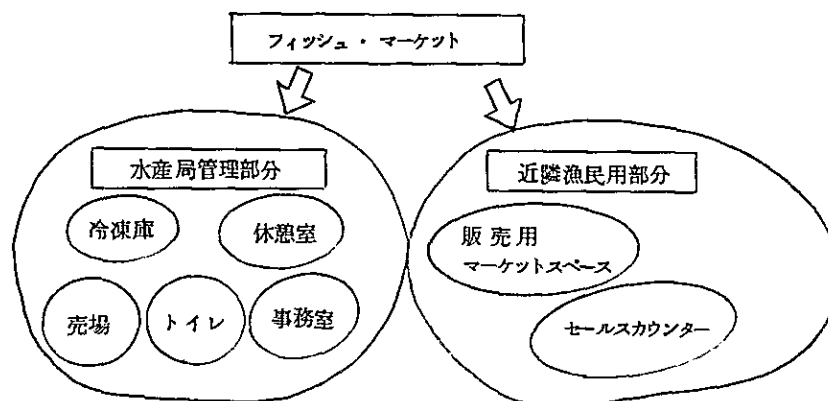 フィッシュ・マーケット
水産局管理部分
近隣漁民用部分
冷凍庫
休憩室
販売用
マーケットスペース
売場
トイレ
事務室
セールスカウンター